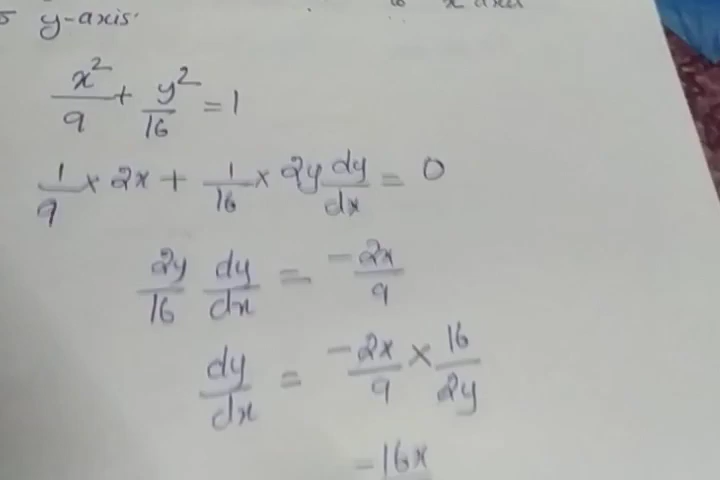 y-axis
x axis
x²/9 + y²/16 = 1
1/9 × 2x + 1/16 × 2y dy/dx = 0
2y/16 dy/dx = -2x/9
dy/dx = -2x/9 × 16/2y
-16x